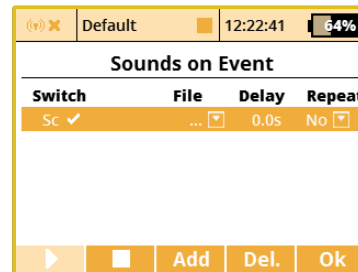 Default 12:22:41 64%
Sounds on Event
Switch File Delay Repeat
Sc ... 0.0s No
Add Del. Ok